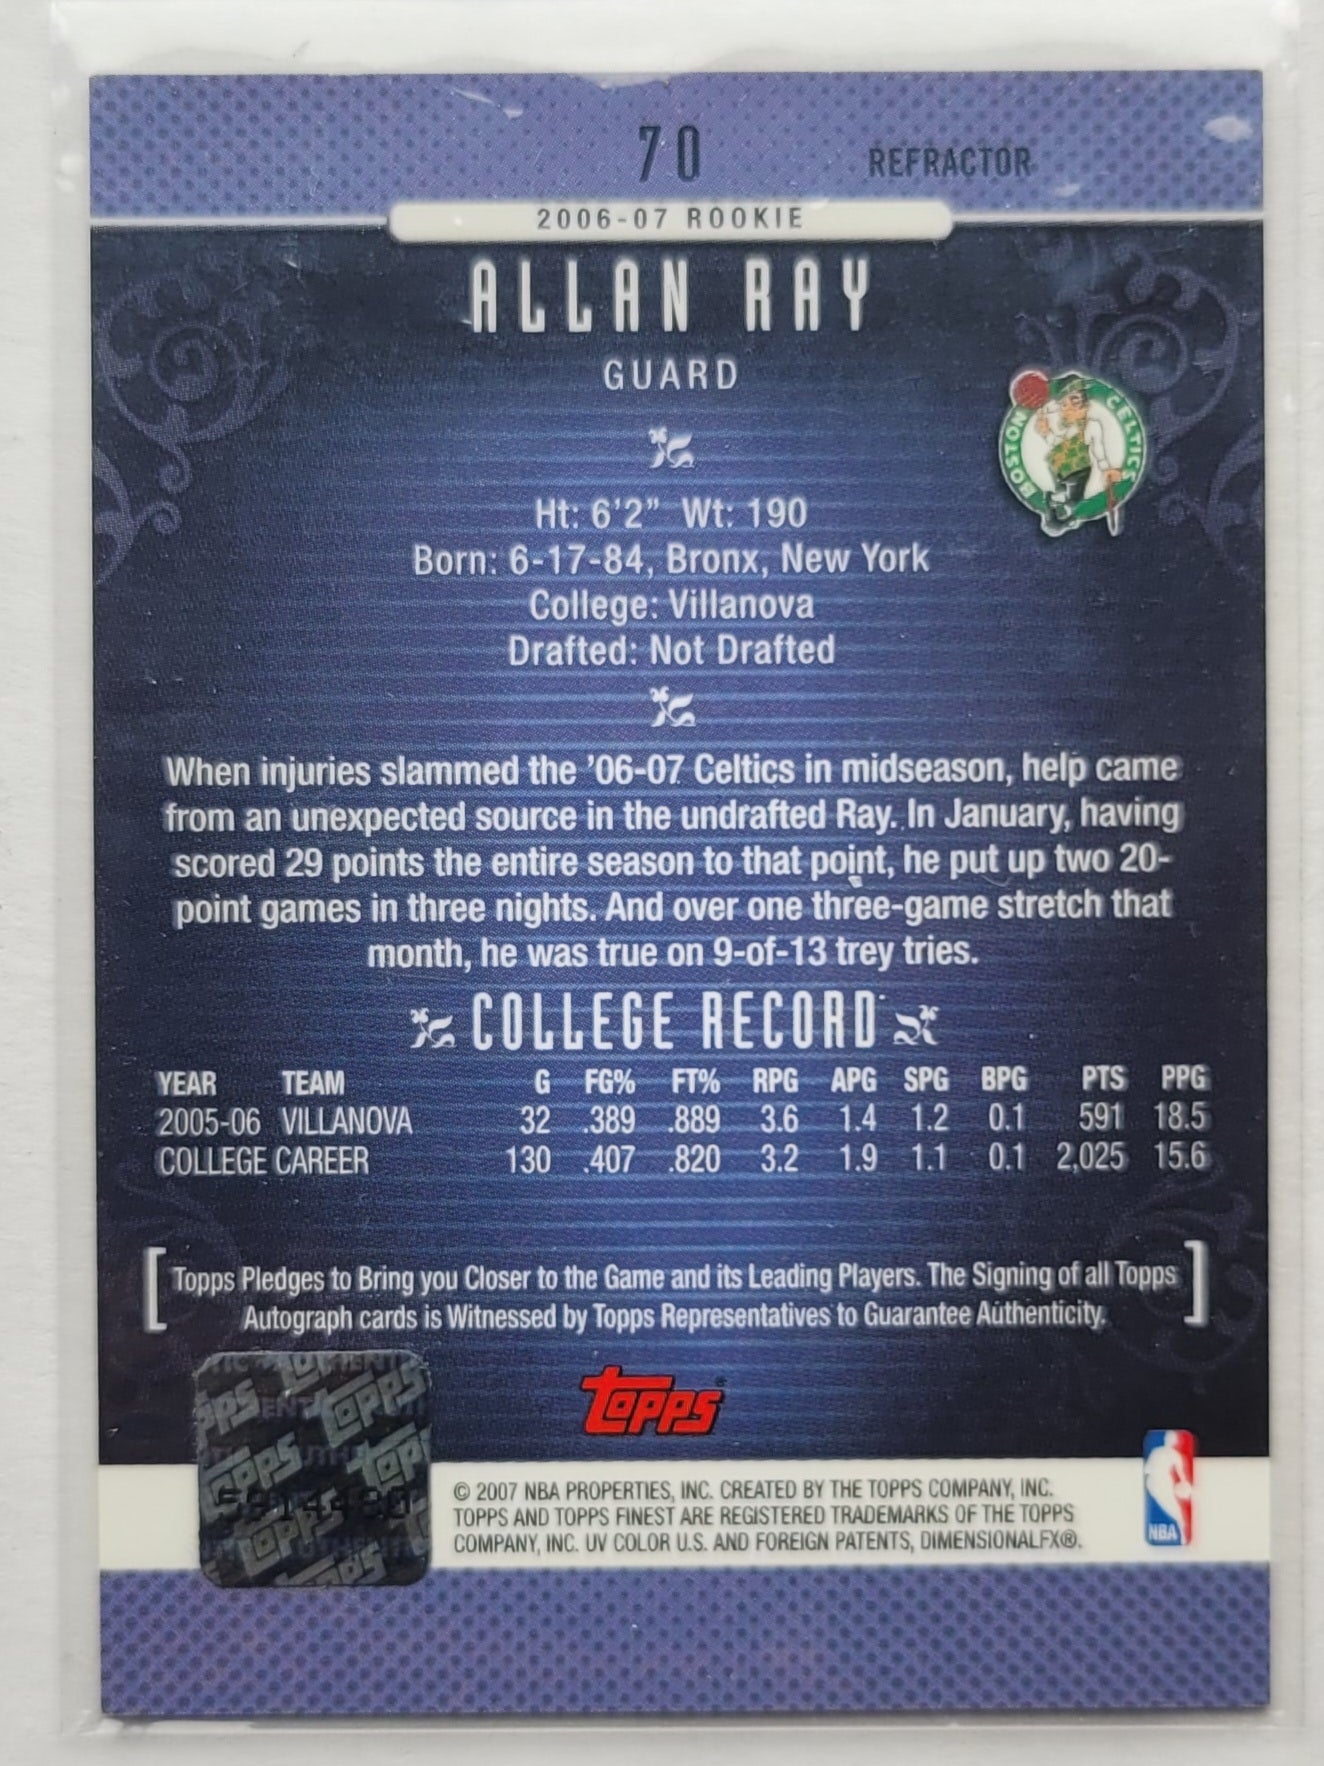 70
REFRACTOR
2006-07 ROOKIE
ALLAN RAY
GUARD
BOSTON CELTICS
Ht: 6'2" Wt: 190
Born: 6-17-84, Bronx, New York
College: Villanova
Drafted: Not Drafted
When injuries slammed the '06-07 Celtics in midseason, help came
from an unexpected source in the undrafted Ray. In January, having
scored 29 points the entire season to that point, he put up two 20-
point games in three nights. And over one three-game stretch that
month, he was true on 9-of-13 trey tries.
COLLEGE RECORD
YEAR TEAM G FG% FT% RPG APG SPG BPG PTS PPG
2005-06 VILLANOVA 32 .389 .889 3.6 1.4 1.2 0.1 591 18.5
COLLEGE CAREER 130 .407 .820 3.2 1.9 1.1 0.1 2,025 15.6
[Topps Pledges to Bring you Closer to the Game and its Leading Players. The Signing of all Topps
Autograph cards is Witnessed by Topps Representatives to Guarantee Authenticity.]
Topps
© 2007 NBA PROPERTIES, INC. CREATED BY THE TOPPS COMPANY, INC.
TOPPS AND TOPPS FINEST ARE REGISTERED TRADEMARKS OF THE TOPPS
COMPANY, INC. UV COLOR U.S. AND FOREIGN PATENTS, DIMENSIONALFX®.
NBA